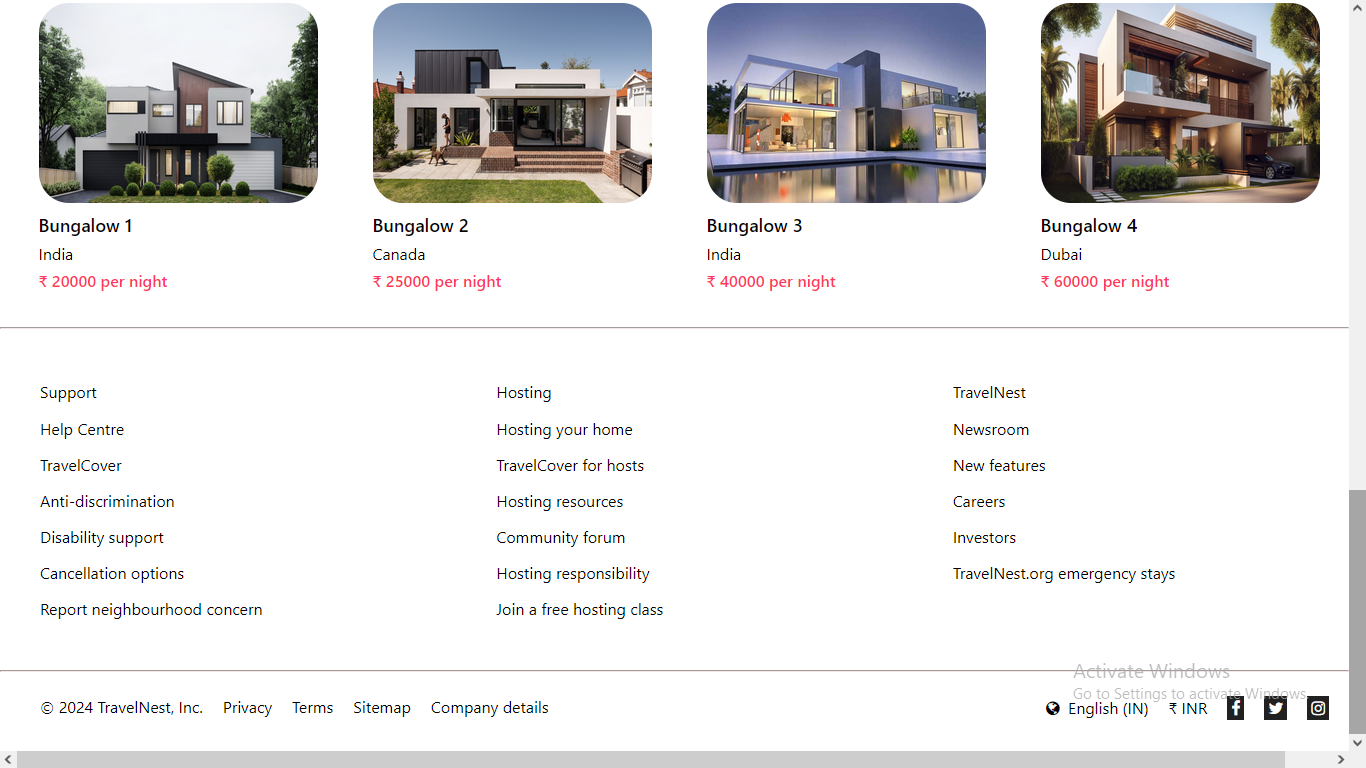 Bungalow 1
India
₹ 20000 per night
Bungalow 2
Canada
₹ 25000 per night
Bungalow 3
India
₹ 40000 per night
Bungalow 4
Dubai
₹ 60000 per night
Support
Help Centre
TravelCover
Anti-discrimination
Disability support
Cancellation options
Report neighbourhood concern
Hosting
Hosting your home
TravelCover for hosts
Hosting resources
Community forum
Hosting responsibility
Join a free hosting class
TravelNest
Newsroom
New features
Careers
Investors
TravelNest.org emergency stays
Activate Windows
Go to Settings to activate Windows.
© 2024 TravelNest, Inc. Privacy Terms Sitemap Company details English (IN) ₹ INR